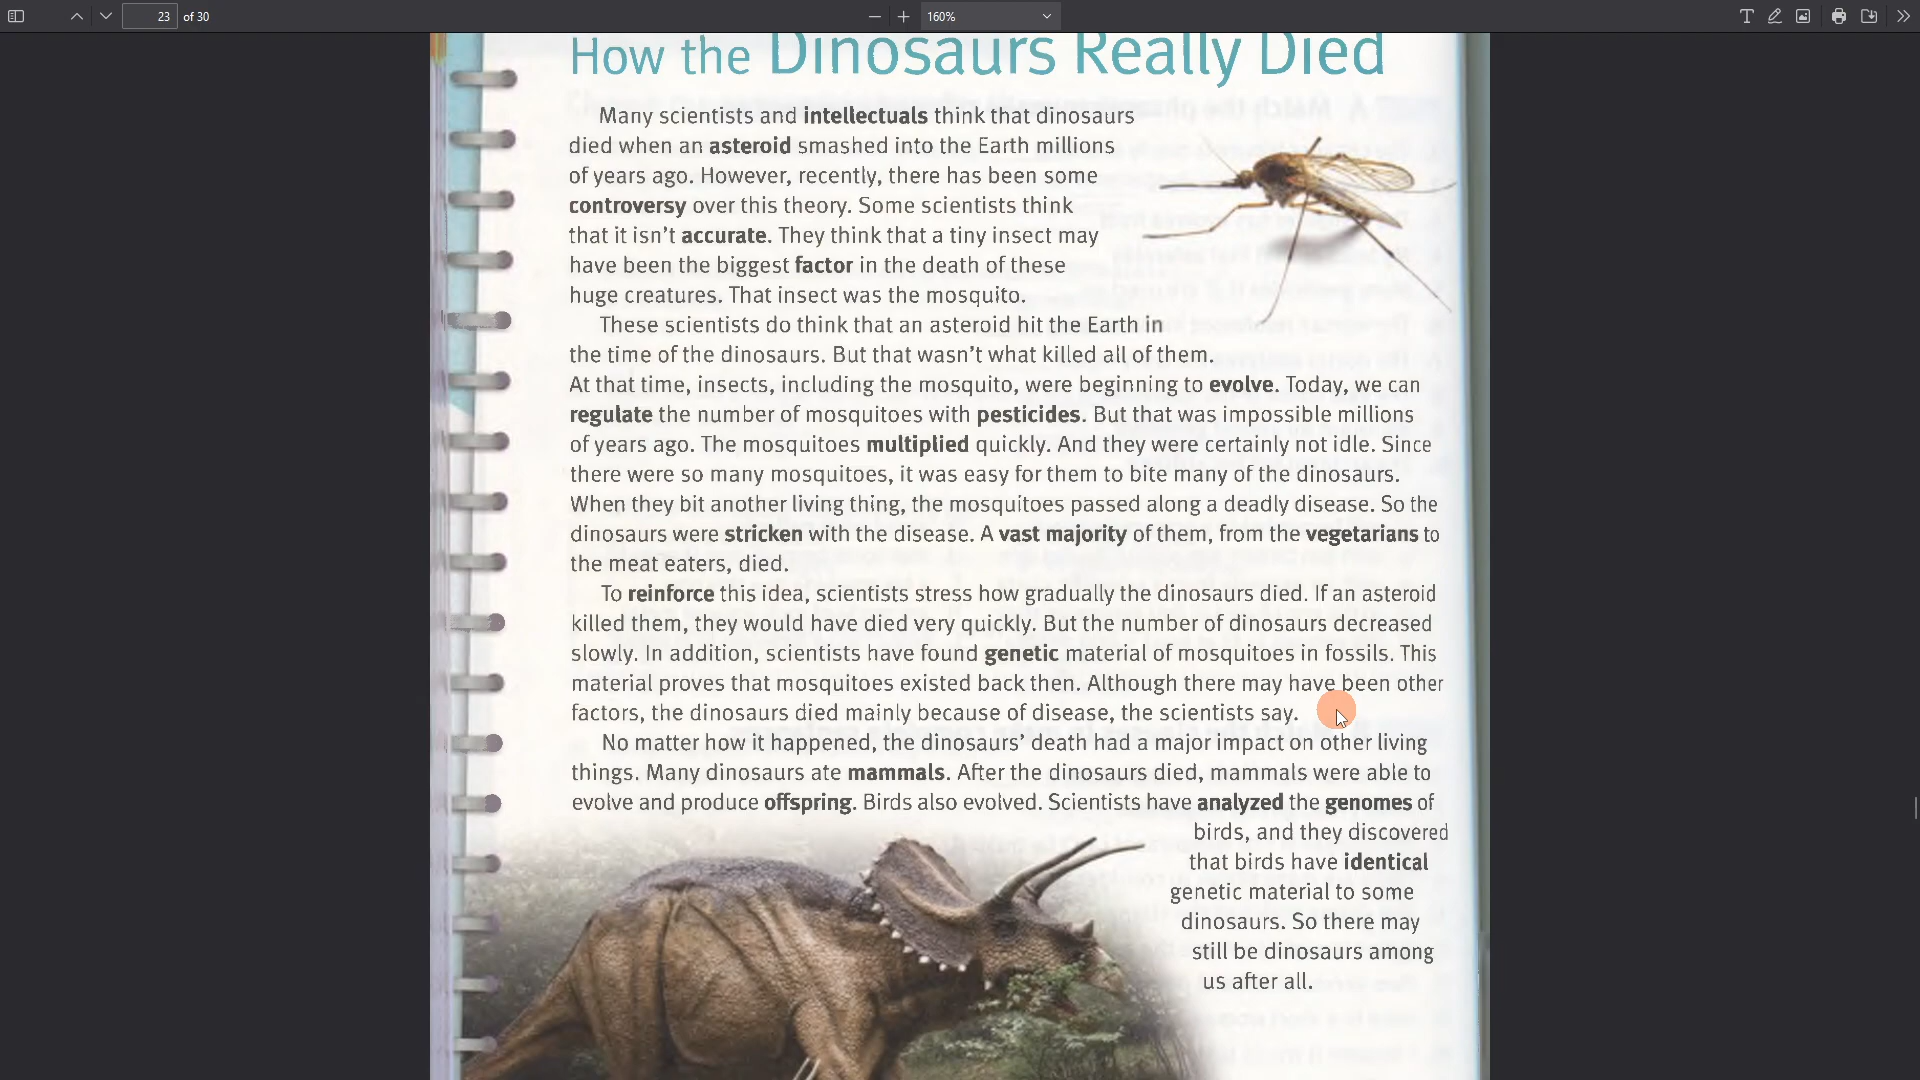 23
of 30
160%
How the Dinosaurs Really Died
Many scientists and intellectuals think that dinosaurs
died when an asteroid smashed into the Earth millions
of years ago. However, recently, there has been some
controversy over this theory. Some scientists think
that it isn't accurate. They think that a tiny insect may
have been the biggest factor in the death of these
huge creatures. That insect was the mosquito.
These scientists do think that an asteroid hit the Earth in
the time of the dinosaurs. But that wasn't what killed all of them.
At that time, insects, including the mosquito, were beginning to evolve. Today, we can
regulate the number of mosquitoes with pesticides. But that was impossible millions
of years ago. The mosquitoes multiplied quickly. And they were certainly not idle. Since
there were so many mosquitoes, it was easy for them to bite many of the dinosaurs.
When they bit another living thing, the mosquitoes passed along a deadly disease. So the
dinosaurs were stricken with the disease. A vast majority of them, from the vegetarians to
the meat eaters, died.
To reinforce this idea, scientists stress how gradually the dinosaurs died. If an asteroid
killed them, they would have died very quickly. But the number of dinosaurs decreased
slowly. In addition, scientists have found genetic material of mosquitoes in fossils. This
material proves that mosquitoes existed back then. Although there may have been other
factors, the dinosaurs died mainly because of disease, the scientists say.
No matter how it happened, the dinosaurs' death had a major impact on other living
things. Many dinosaurs ate mammals. After the dinosaurs died, mammals were able to
evolve and produce offspring. Birds also evolved. Scientists have analyzed the genomes of
birds, and they discovered
that birds have identical
genetic material to some
dinosaurs. So there may
still be dinosaurs among
us after all.